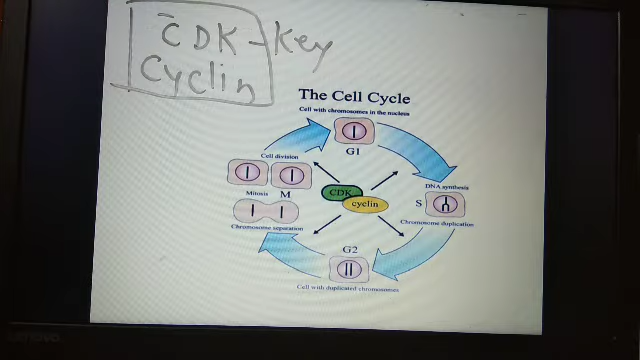 CDK - Key
Cyclin
The Cell Cycle
Cell with chromosomes in the nucleus
G1
Cell division
DNA synthesis
Mitosis M
CDK
cyclin
S
Chromosome duplication
Chromosome separation
G2
Cell with duplicated chromosomes
lenovo